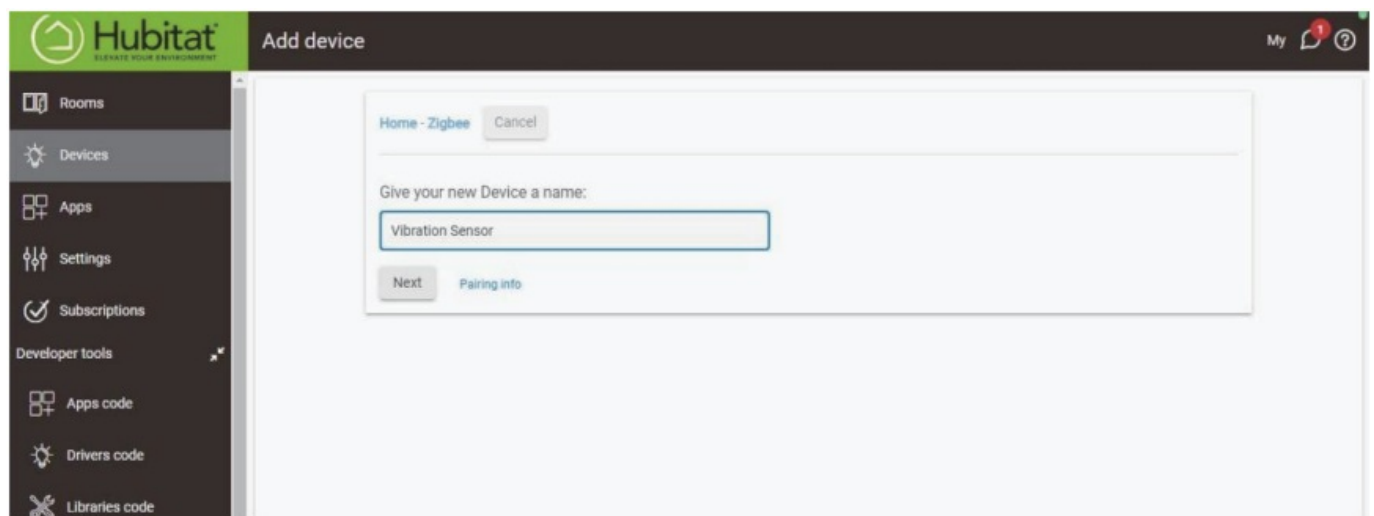 Hubitat
ELEVATE YOUR ENVIRONMENT
Add device
My
1
?
Rooms
Devices
Apps
Settings
Subscriptions
Developer tools
Apps code
Drivers code
Libraries code
Home - Zigbee
Cancel
Give your new Device a name:
Vibration Sensor
Next
Pairing info